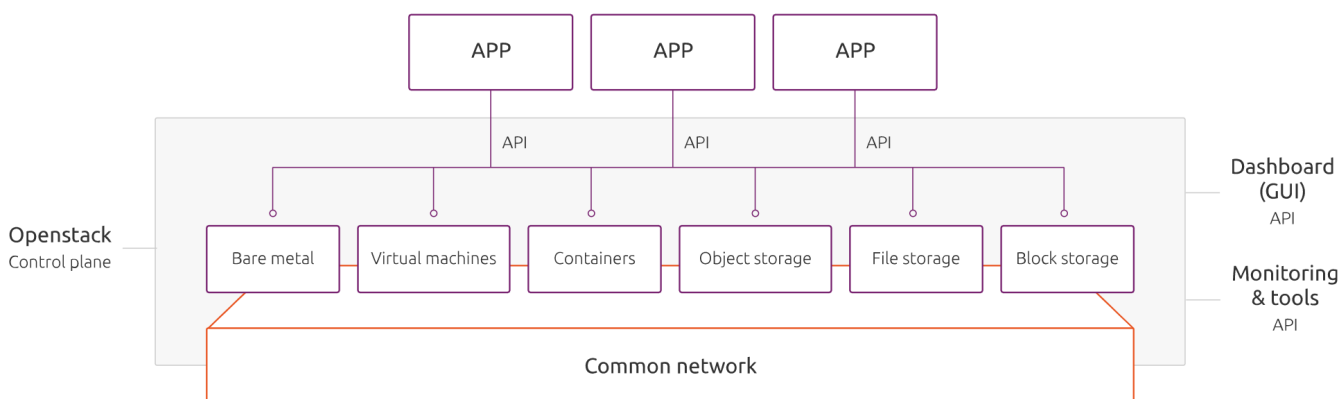 APP
APP
APP
API
API
API
Dashboard
(GUI)
API
Openstack
Control plane
Bare metal
Virtual machines
Containers
Object storage
File storage
Block storage
Monitoring
& tools
API
Common network